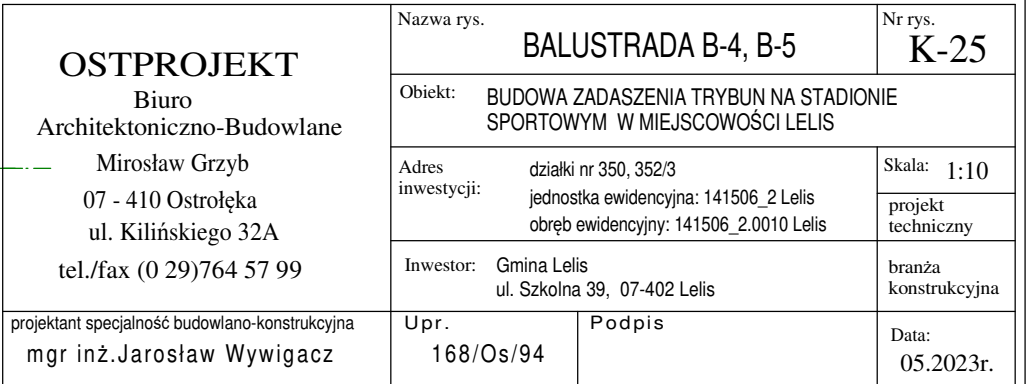 OSTPROJEKT
Biuro
Architektoniczno-Budowlane
Mirosław Grzyb
07 - 410 Ostrołęka
ul. Kilińskiego 32A
tel./fax (0 29)764 57 99
Nazwa rys.
BALUSTRADA B-4, B-5
Nr rys.
K-25
Obiekt:
BUDOWA ZADASZENIA TRYBUN NA STADIONIE
SPORTOWYM W MIEJSCOWOŚCI LELIS
Adres
inwestycji:
działki nr 350, 352/3
jednostka ewidencyjna: 141506_2 Lelis
obręb ewidencyjny: 141506_2.0010 Lelis
Skala: 1:10
projekt
techniczny
Inwestor:
Gmina Lelis
ul. Szkolna 39, 07-402 Lelis
branża
konstrukcyjna
projektant specjalność budowlano-konstrukcyjna
mgr inż.Jarosław Wywigacz
Upr.
168/Os/94
Podpis
Data:
05.2023r.